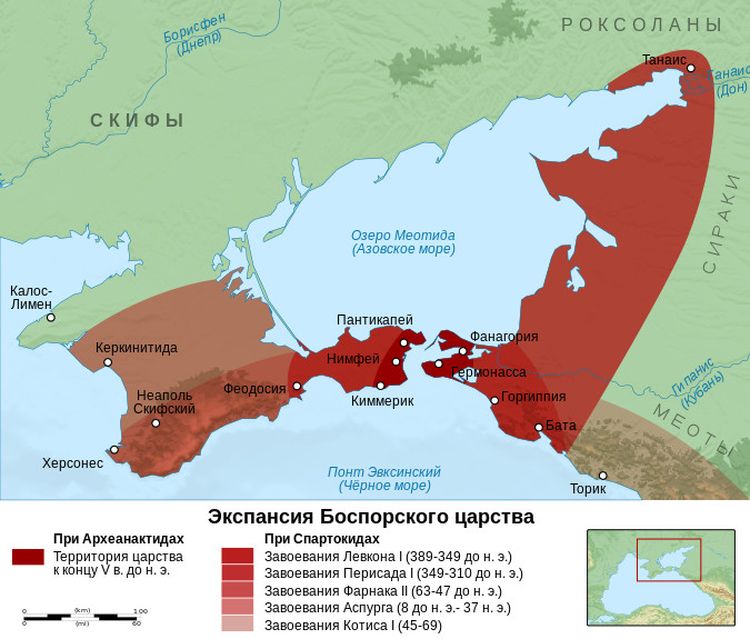 РОКСОЛАНЫ
Борисфен
(Днепр)
Танаис
Танаис
(Дон)
СКИФЫ
СИРАКИ
Озеро Меотида
(Азовское море)
Калос-
Лимен
Пантикапей
Фанагория
Керкинитида
Нимфей
Гермонасса
Гипанис
(Кубань)
Неаполь
Скифский
Феодосия
Киммерик
Горгиппия
МЕОТЫ
Бата
Херсонес
Понт Эвксинский
(Чёрное море)
Торик
Экспансия Боспорского царства
При Археанактидах
Территория царства
к концу V в. до н. э.
При Спартокидах
Завоевания Левкона I (389-349 до н. э.)
Завоевания Перисада I (349-310 до н. э.)
Завоевания Фарнака II (63-47 до н. э.)
Завоевания Аспурга (8 до н. э.- 37 н. э.)
Завоевания Котиса I (45-69)
0 (km) 100
0 (mi) 60